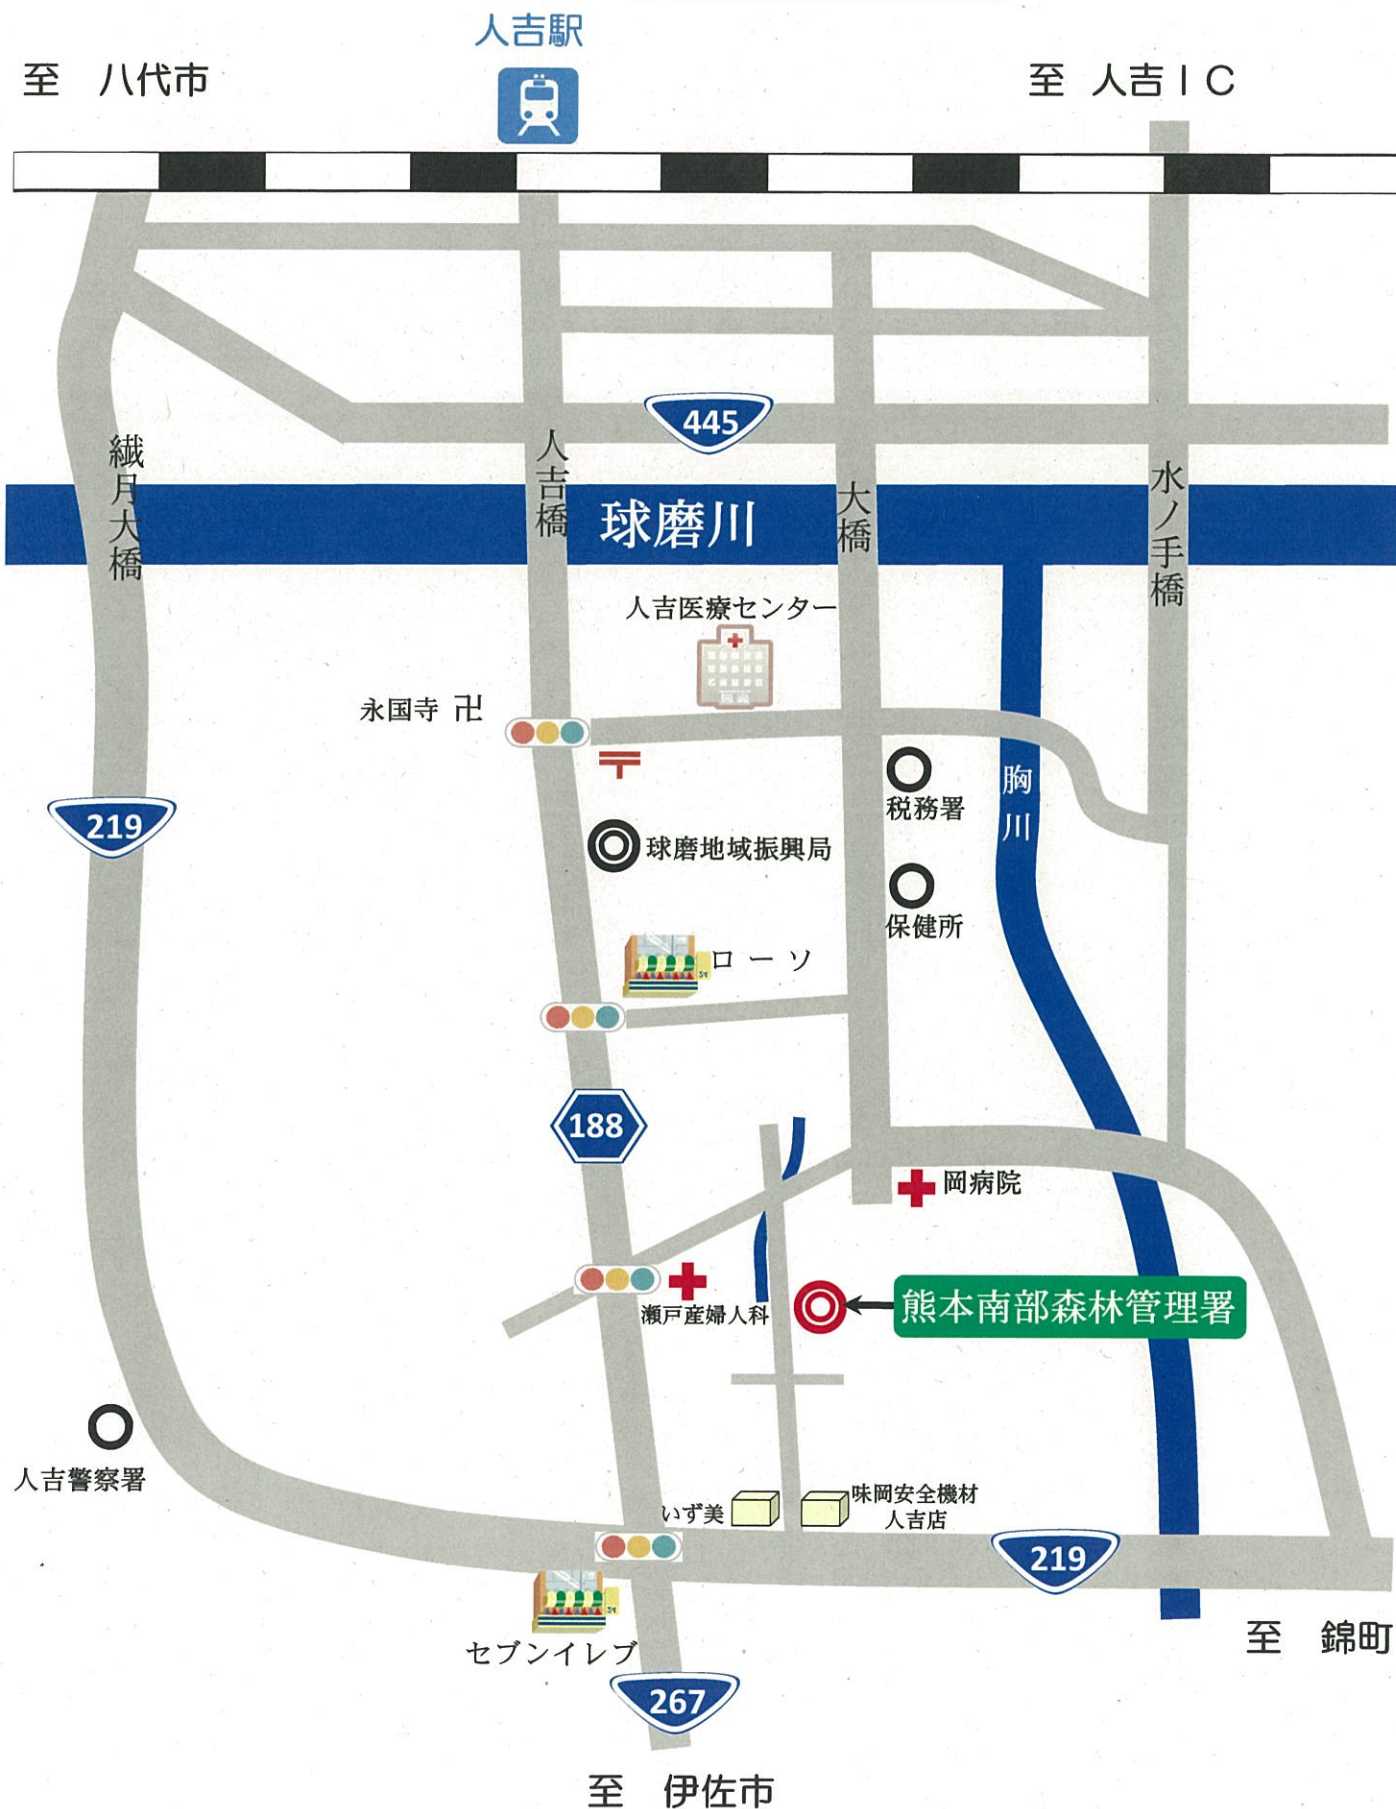 人吉駅
至 八代市
至 人吉IC
445
繊月大橋
人吉橋
球磨川
大橋
水ノ手橋
人吉医療センター
永国寺 卍
〒
219
税務署
胸川
球磨地域振興局
保健所
ローソ
188
岡病院
瀬戸産婦人科
熊本南部森林管理署
人吉警察署
いず美
味岡安全機材
人吉店
219
セブンイレブ
至 錦町
267
至 伊佐市